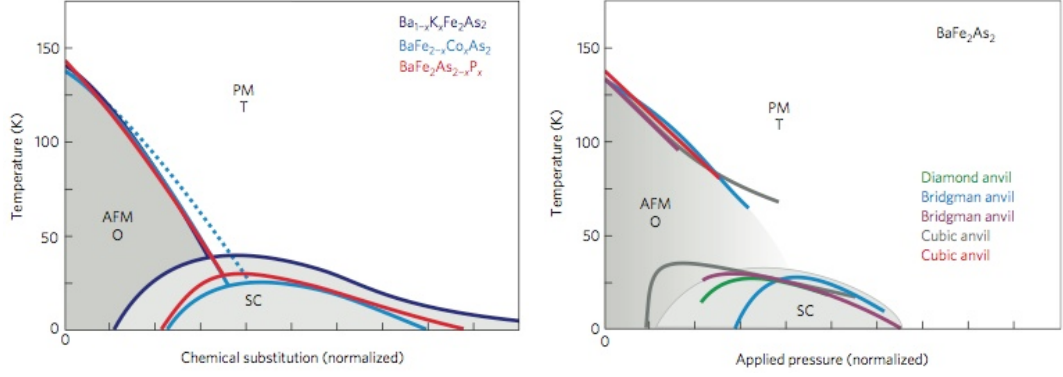 Ba₁₋ₓKₓFe₂As₂
BaFe₂₋ₓCoₓAs₂
BaFe₂As₂₋ₓPₓ
150
100
50
0
0
Temperature (K)
PM
T
AFM
O
SC
Chemical substitution (normalized)
BaFe₂As₂
150
100
50
0
0
Temperature (K)
PM
T
AFM
O
SC
Diamond anvil
Bridgman anvil
Bridgman anvil
Cubic anvil
Cubic anvil
Applied pressure (normalized)